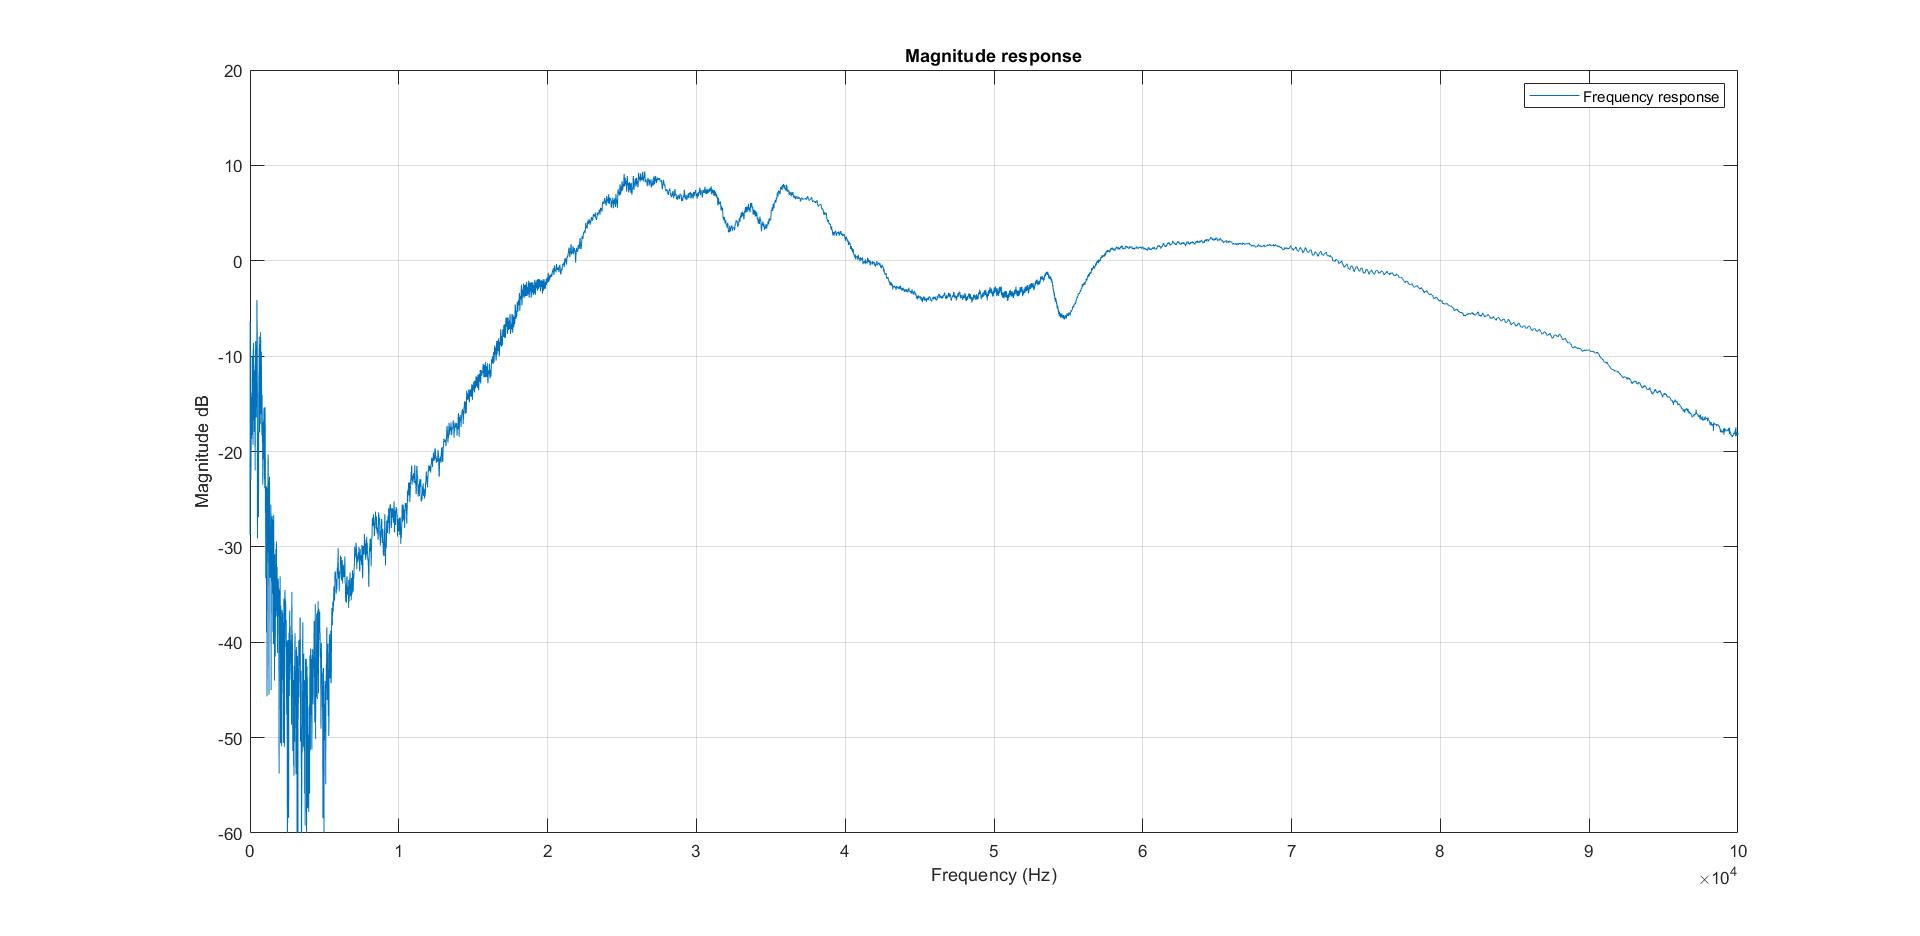 Magnitude response
Frequency response
20
10
0
-10
-20
-30
-40
-50
-60
Magnitude dB
0 1 2 3 4 5 6 7 8 9 10
Frequency (Hz)
×10⁴